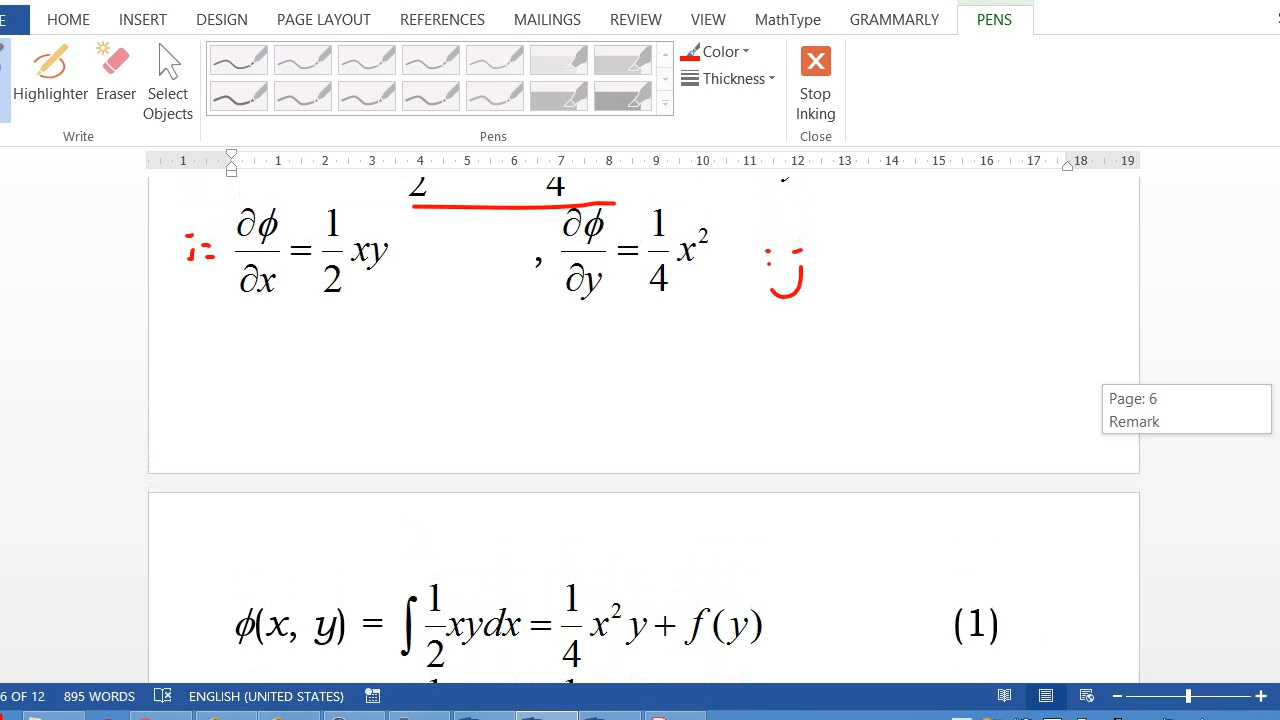 HOME INSERT DESIGN PAGE LAYOUT REFERENCES MAILINGS REVIEW VIEW MathType GRAMMARLY PENS
Highlighter Eraser Select Objects
Color
Thickness
Stop Inking
Write Pens Close
1 1 2 3 4 5 6 7 8 9 10 11 12 13 14 15 16 17 18 19
2 4
∂ϕ/∂x = 1/2 xy , ∂ϕ/∂y = 1/4 x²
Page: 6
Remark
ϕ(x, y) = ∫ 1/2 xydx = 1/4 x² y + f(y) (1)
6 OF 12 895 WORDS ENGLISH (UNITED STATES)